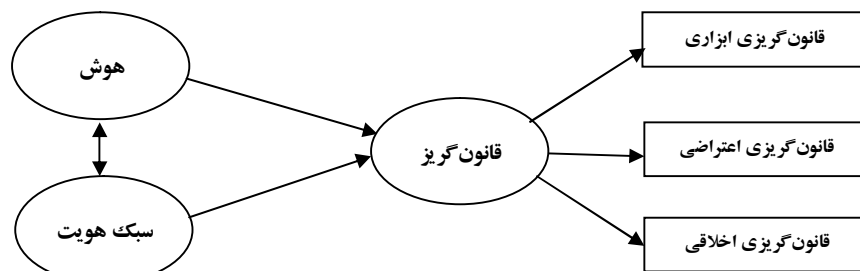 هوش
سبک هویت
قانون‌گریز
قانون‌گریزی ابزاری
قانون‌گریزی اعتراضی
قانون‌گریزی اخلاقی